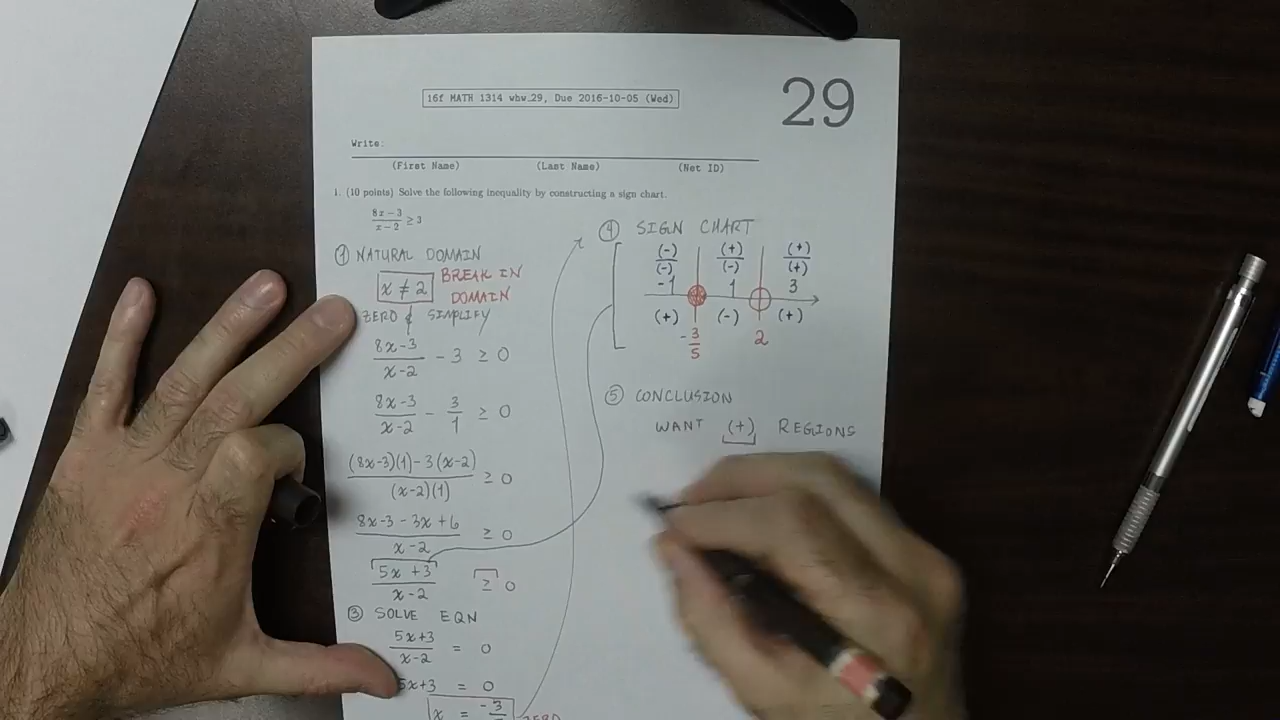 16f MATH 1314 whw_29, Due 2016-10-05 (Wed)
29
Write:
(First Name) (Last Name) (Net ID)
1. (10 points) Solve the following inequality by constructing a sign chart.
8x − 3 / x − 2 ≥ 3
① NATURAL DOMAIN
x ≠ 2 BREAK IN
DOMAIN
ZERO & SIMPLIFY
8x-3 / x-2 - 3 ≥ 0
8x-3 / x-2 - 3 / 1 ≥ 0
(8x-3)(1)-3(x-2) / (x-2)(1) ≥ 0
8x-3-3x+6 / x-2 ≥ 0
5x+3 / x-2 ≥ 0
③ SOLVE EQN
5x+3 / x-2 = 0
5x+3 = 0
x = -3
ZERO
④ SIGN CHART
(-) / (-) (+) / (-) (+) / (+)
-1 1 3
(+) (-) (+)
-3/5 2
⑤ CONCLUSION
WANT (+) REGIONS